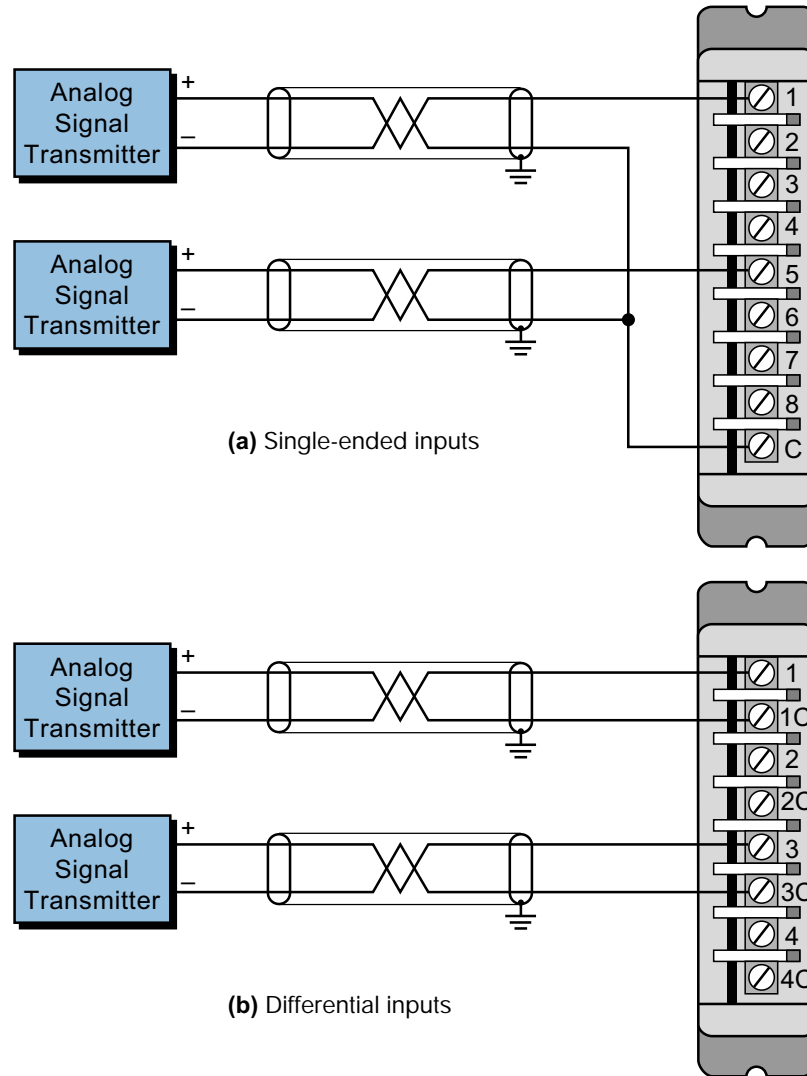 Analog
Signal
Transmitter
+
–
Analog
Signal
Transmitter
+
–
1
2
3
4
5
6
7
8
C
(a) Single-ended inputs
Analog
Signal
Transmitter
+
–
Analog
Signal
Transmitter
+
–
1
1C
2
2C
3
3C
4
4C
(b) Differential inputs